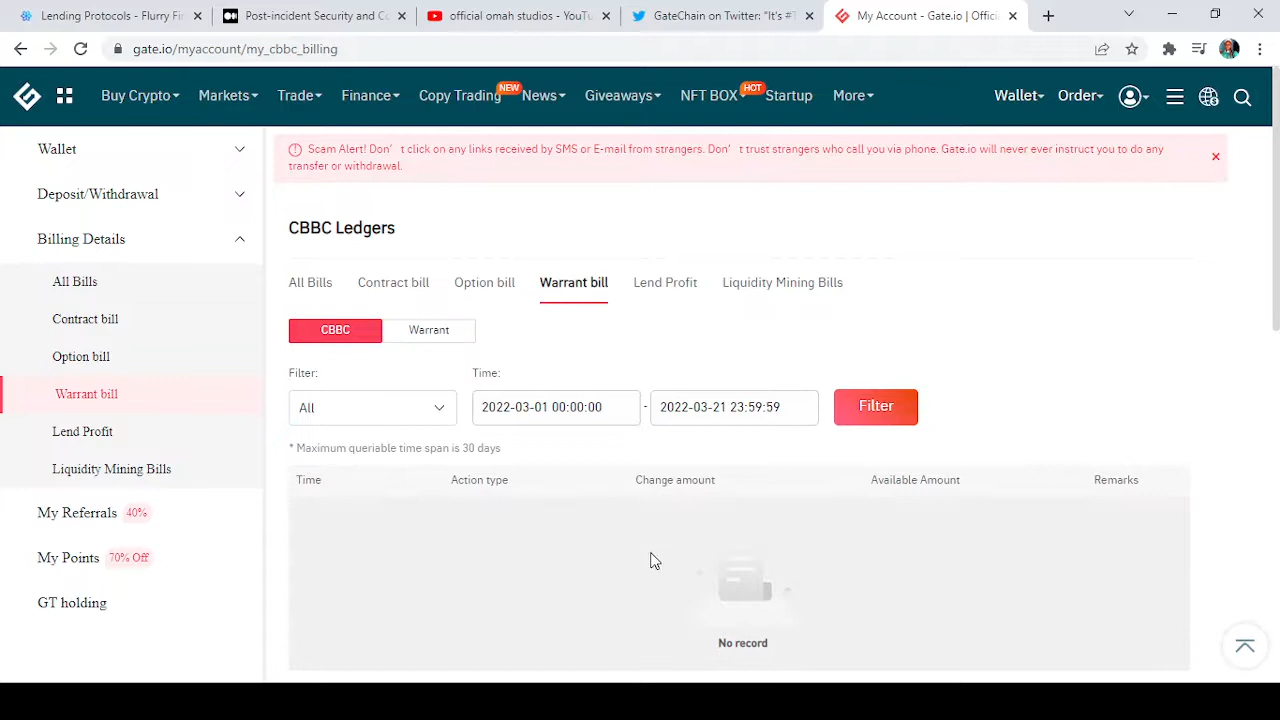 Lending Protocols - Flurry Fi
Post-incident Security and Co
official omah studios - YouTu
GateChain on Twitter: "It's #T
My Account - Gate.io | Offici
gate.io/myaccount/my_cbbc_billing
Buy Crypto
Markets
Trade
Finance
Copy Trading
NEW
News
Giveaways
NFT BOX
HOT
Startup
More
Wallet
Order
Wallet
Deposit/Withdrawal
Billing Details
All Bills
Contract bill
Option bill
Warrant bill
Lend Profit
Liquidity Mining Bills
My Referrals 40%
My Points 70% Off
GT holding
Scam Alert! Don' t click on any links received by SMS or E-mail from strangers. Don' t trust strangers who call you via phone. Gate.io will never ever instruct you to do any
transfer or withdrawal.
CBBC Ledgers
All Bills Contract bill Option bill Warrant bill Lend Profit Liquidity Mining Bills
CBBC Warrant
Filter: Time:
All 2022-03-01 00:00:00 - 2022-03-21 23:59:59 Filter
* Maximum queriable time span is 30 days
Time Action type Change amount Available Amount Remarks
No record